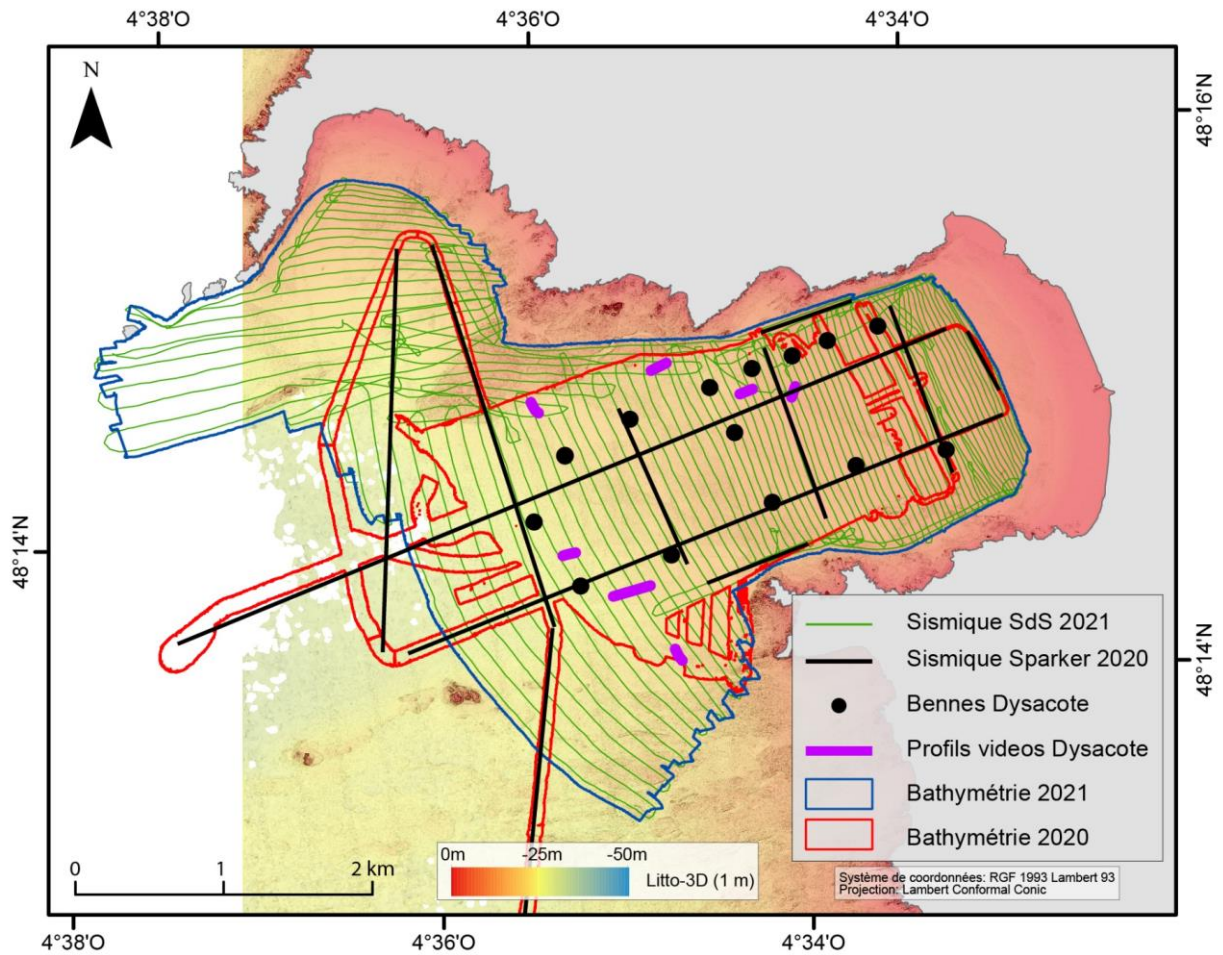 4°38'O 4°36'O 4°34'O
N
48°16'N
48°14'N
48°14'N
Sismique SdS 2021
Sismique Sparker 2020
Bennes Dysacote
Profils videos Dysacote
Bathymétrie 2021
Bathymétrie 2020
0 1 2 km
0m -25m -50m
Litto-3D (1 m)
Système de coordonnées: RGF 1993 Lambert 93
Projection: Lambert Conformal Conic
4°38'O 4°36'O 4°34'O